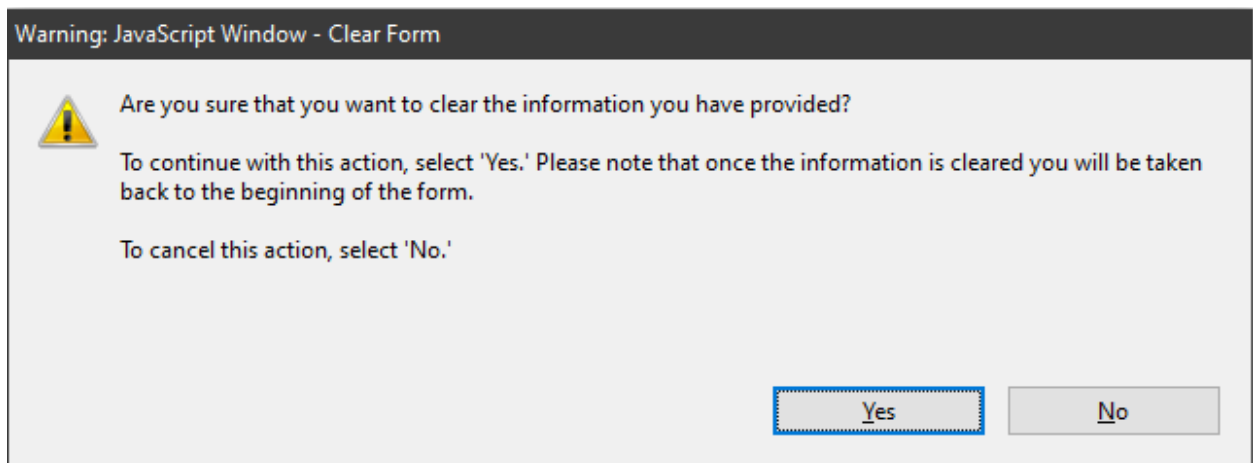 Warning: JavaScript Window - Clear Form
Are you sure that you want to clear the information you have provided?
To continue with this action, select 'Yes.' Please note that once the information is cleared you will be taken
back to the beginning of the form.
To cancel this action, select 'No.'
Yes
No